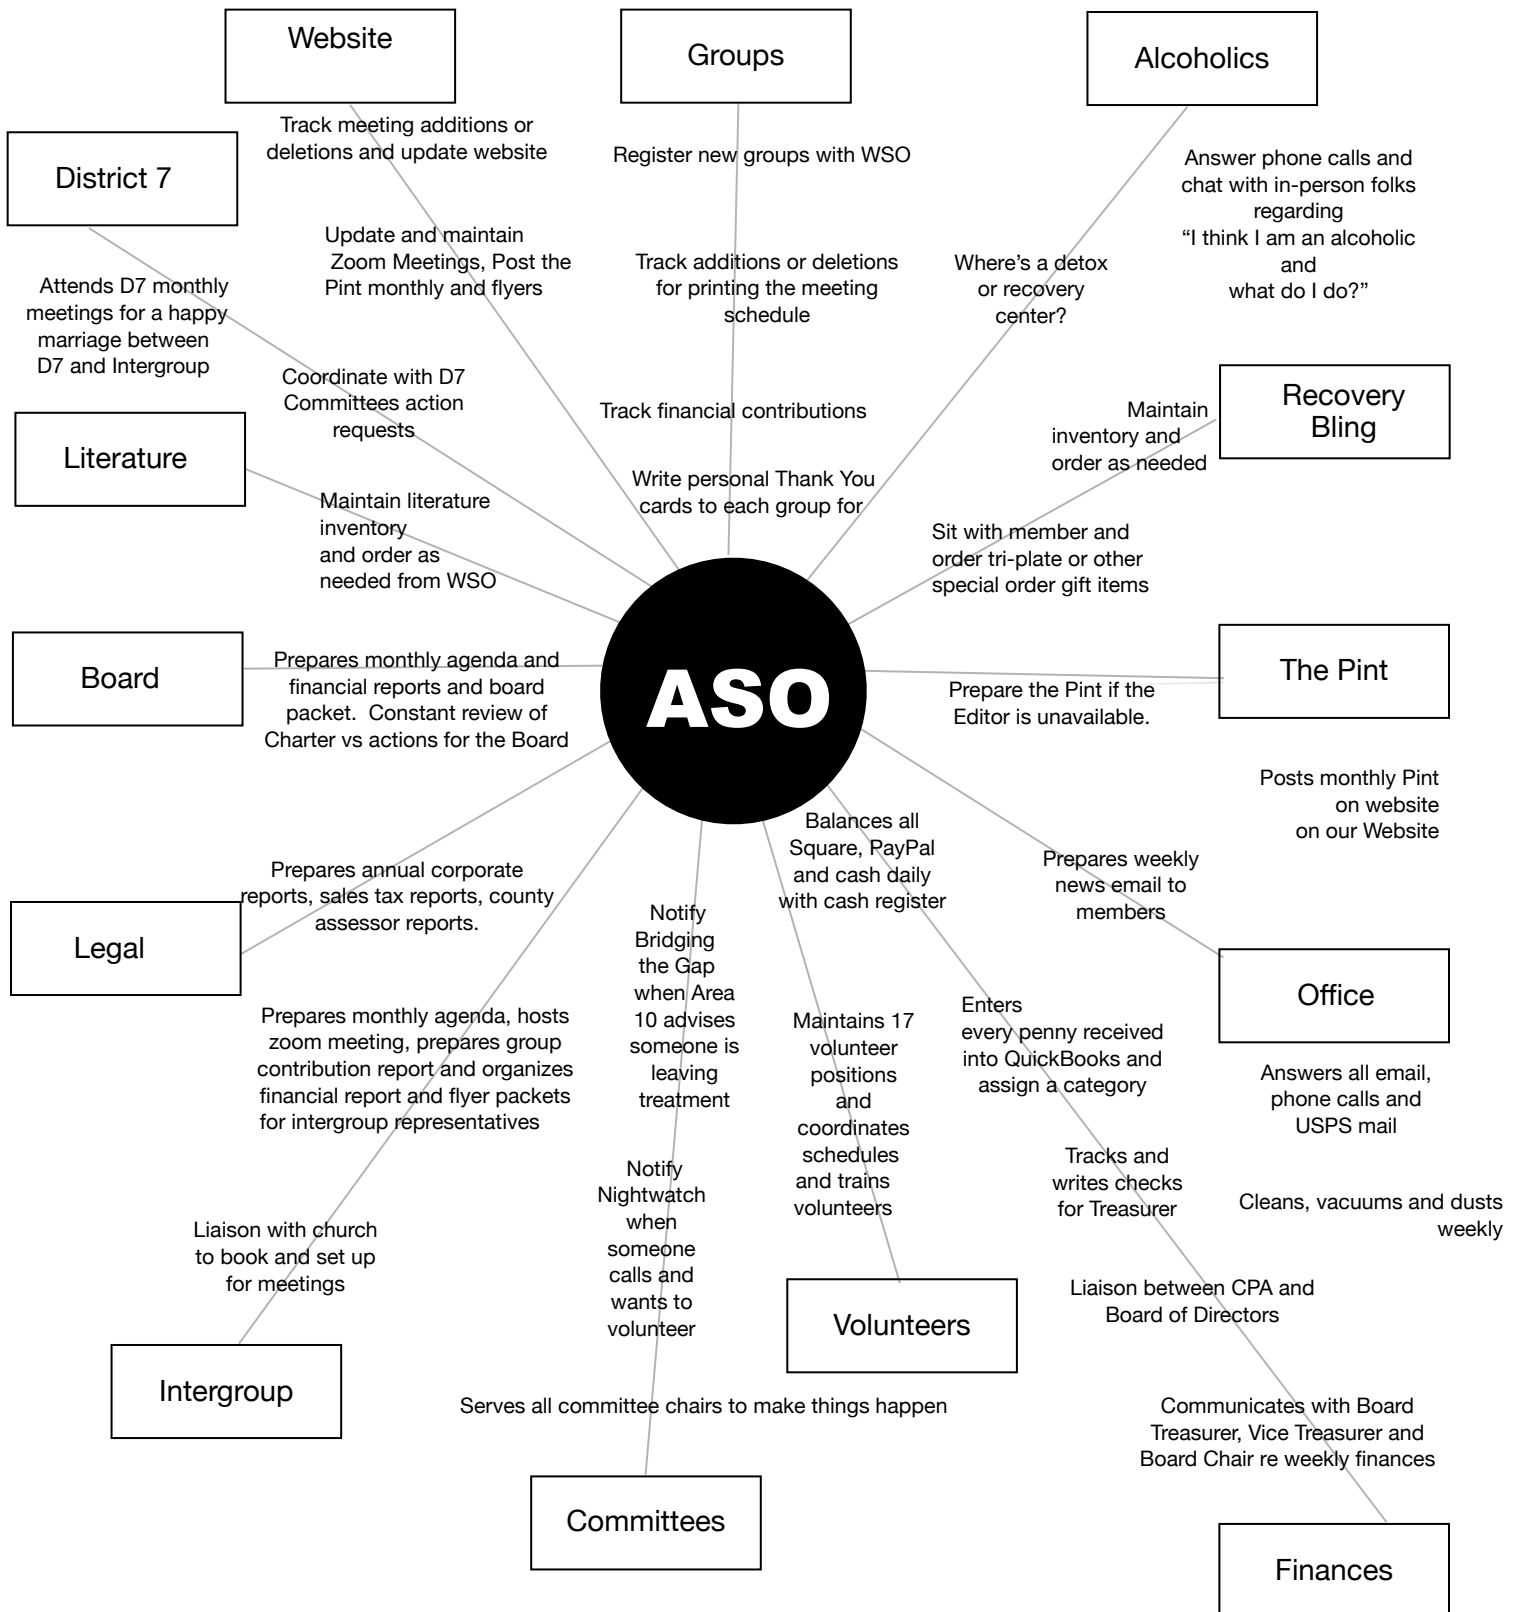 Website
Groups
Alcoholics
Track meeting additions or
deletions and update website
Register new groups with WSO
Answer phone calls and
chat with in-person folks
regarding
“I think I am an alcoholic
and
what do I do?”
District 7
Update and maintain
Zoom Meetings, Post the
Pint monthly and flyers
Track additions or deletions
for printing the meeting
schedule
Where’s a detox
or recovery
center?
Attends D7 monthly
meetings for a happy
marriage between
D7 and Intergroup
Coordinate with D7
Committees action
requests
Track financial contributions
Maintain
inventory and
order as needed
Recovery
Bling
Literature
Maintain literature
inventory
and order as
needed from WSO
Write personal Thank You
cards to each group for
Sit with member and
order tri-plate or other
special order gift items
Board
Prepares monthly agenda and
financial reports and board
packet.  Constant review of
Charter vs actions for the Board
ASO
Prepare the Pint if the
Editor is unavailable.
The Pint
Posts monthly Pint
on website
on our Website
Balances all
Square, PayPal
and cash daily
with cash register
Prepares weekly
news email to
members
Prepares annual corporate
reports, sales tax reports, county
assessor reports.
Legal
Notify
Bridging
the Gap
when Area
10 advises
someone is
leaving
treatment
Office
Prepares monthly agenda, hosts
zoom meeting, prepares group
contribution report and organizes
financial report and flyer packets
for intergroup representatives
Maintains 17
volunteer
positions
and
coordinates
schedules
and trains
volunteers
Enters
every penny received
into QuickBooks and
assign a category
Answers all email,
phone calls and
USPS mail
Notify
Nightwatch
when
someone
calls and
wants to
volunteer
Tracks and
writes checks
for Treasurer
Cleans, vacuums and dusts
weekly
Liaison with church
to book and set up
for meetings
Volunteers
Liaison between CPA and
Board of Directors
Intergroup
Serves all committee chairs to make things happen
Communicates with Board
Treasurer, Vice Treasurer and
Board Chair re weekly finances
Committees
Finances